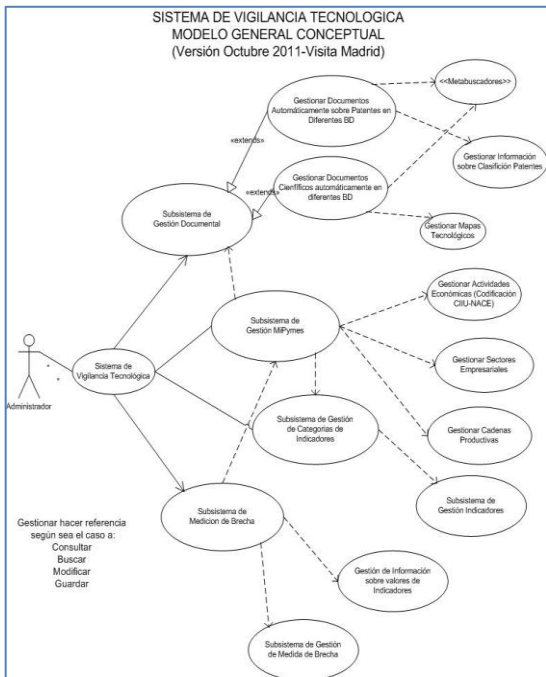 SISTEMA DE VIGILANCIA TECNOLOGICA
MODELO GENERAL CONCEPTUAL
(Versión Octubre 2011-Visita Madrid)
Gestionar Documentos
Automáticamente sobre Patentes en
Diferentes BD
<<Metabuscadores>>
«extends»
Gestionar Información
sobre Clasifición Patentes
Gestionar Documentos
Científicos automáticamente en
diferentes BD
«extends»
Subsistema de
Gestión Documental
Gestionar Mapas
Tecnológicos
Gestionar Actividades
Económicas (Codificación
CIIU-NACE)
Subsistema de
Gestión MiPymes
Gestionar Sectores
Empresariales
Sistema de
Vigilancia Tecnológica
*
*
Administrador
Subsistema de Gestión
de Categorias de
Indicadores
Gestionar Cadenas
Productivas
Subsistema de
Gestión Indicadores
Subsistema de
Medicion de Brecha
Gestionar hacer referencia
según sea el caso a:
Consultar
Buscar
Modificar
Guardar
Gestión de Información
sobre valores de
Indicadores
Subsistema de Gestión
de Medida de Brecha